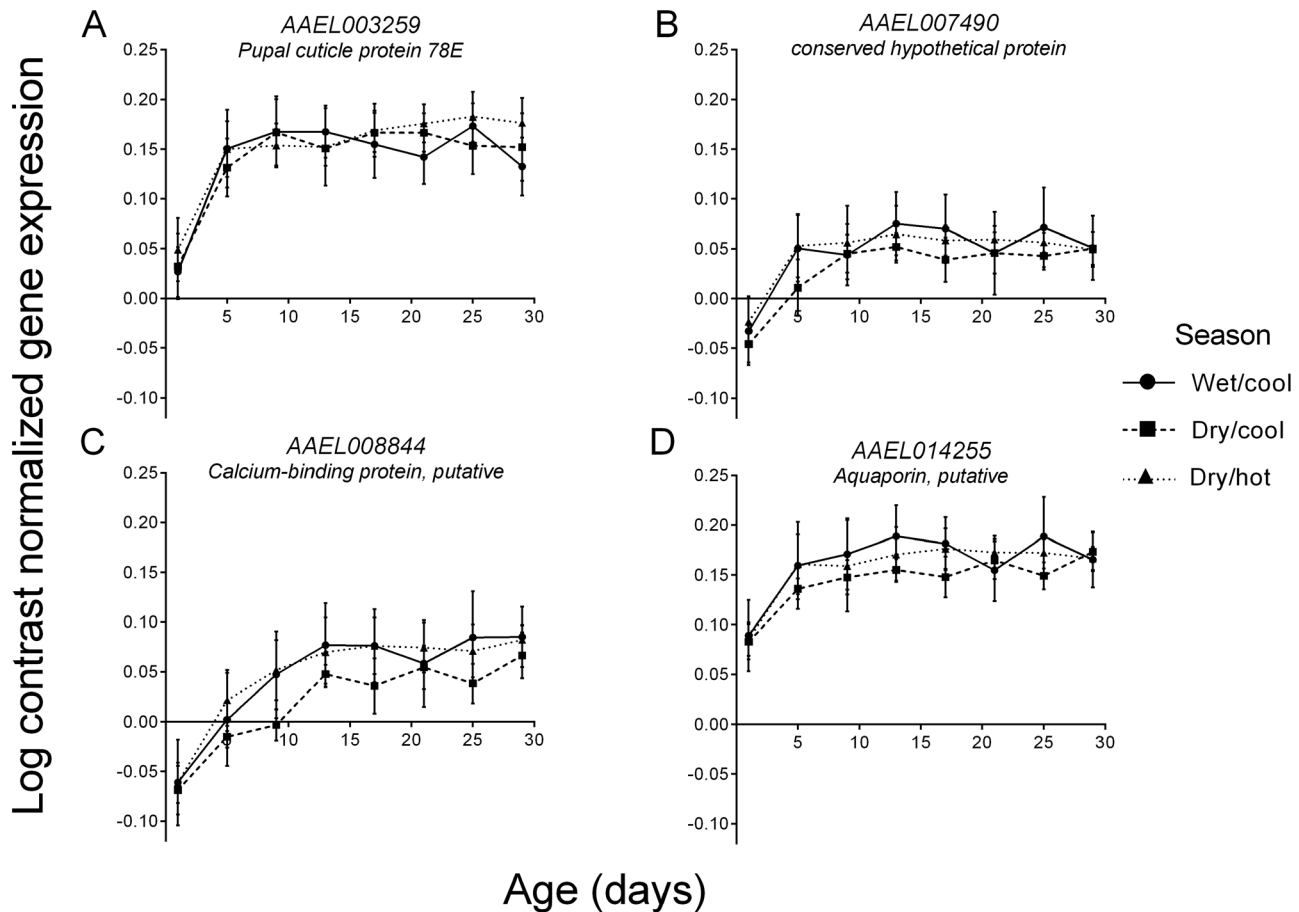 Log contrast normalized gene expression
A
AAEL003259
Pupal cuticle protein 78E
0.25
0.20
0.15
0.10
0.05
0.00
-0.05
-0.10
5 10 15 20 25 30
B
AAEL007490
conserved hypothetical protein
0.25
0.20
0.15
0.10
0.05
0.00
-0.05
-0.10
5 10 15 20 25 30
C
AAEL008844
Calcium-binding protein, putative
0.25
0.20
0.15
0.10
0.05
0.00
-0.05
-0.10
10 15 20 25 30
D
AAEL014255
Aquaporin, putative
0.25
0.20
0.15
0.10
0.05
0.00
-0.05
-0.10
5 10 15 20 25 30
Season
Wet/cool
Dry/cool
Dry/hot
Age (days)